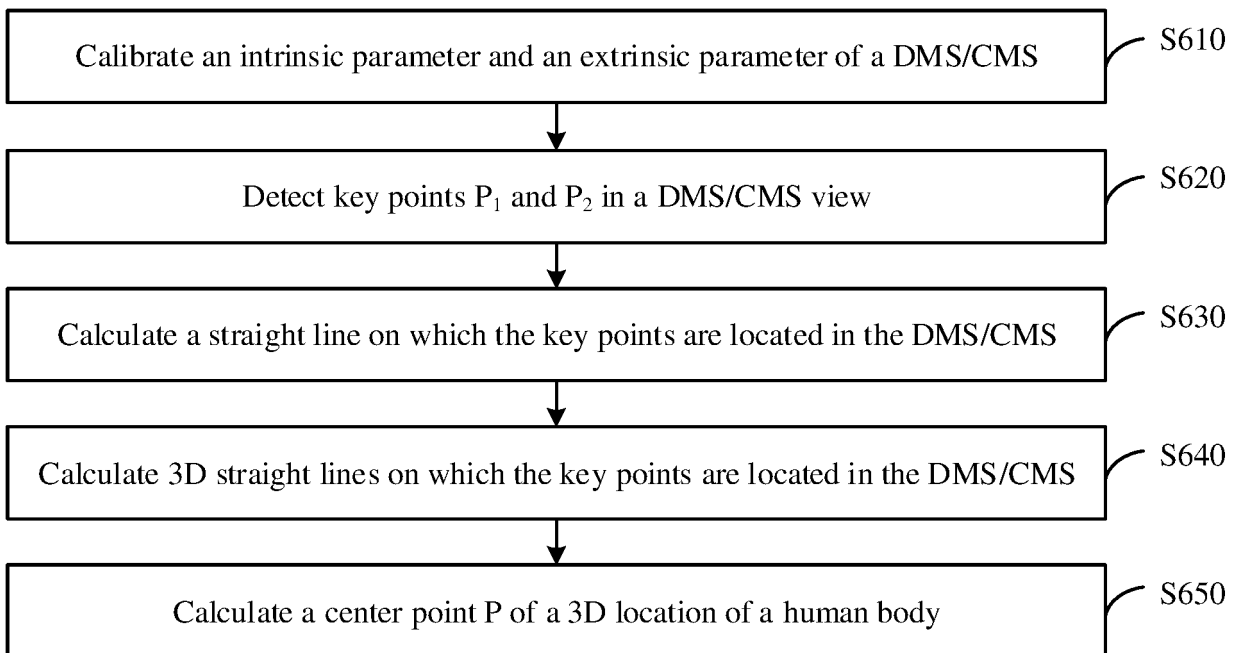 Calibrate an intrinsic parameter and an extrinsic parameter of a DMS/CMS
S610
Detect key points P₁ and P₂ in a DMS/CMS view
S620
Calculate a straight line on which the key points are located in the DMS/CMS
S630
Calculate 3D straight lines on which the key points are located in the DMS/CMS
S640
Calculate a center point P of a 3D location of a human body
S650